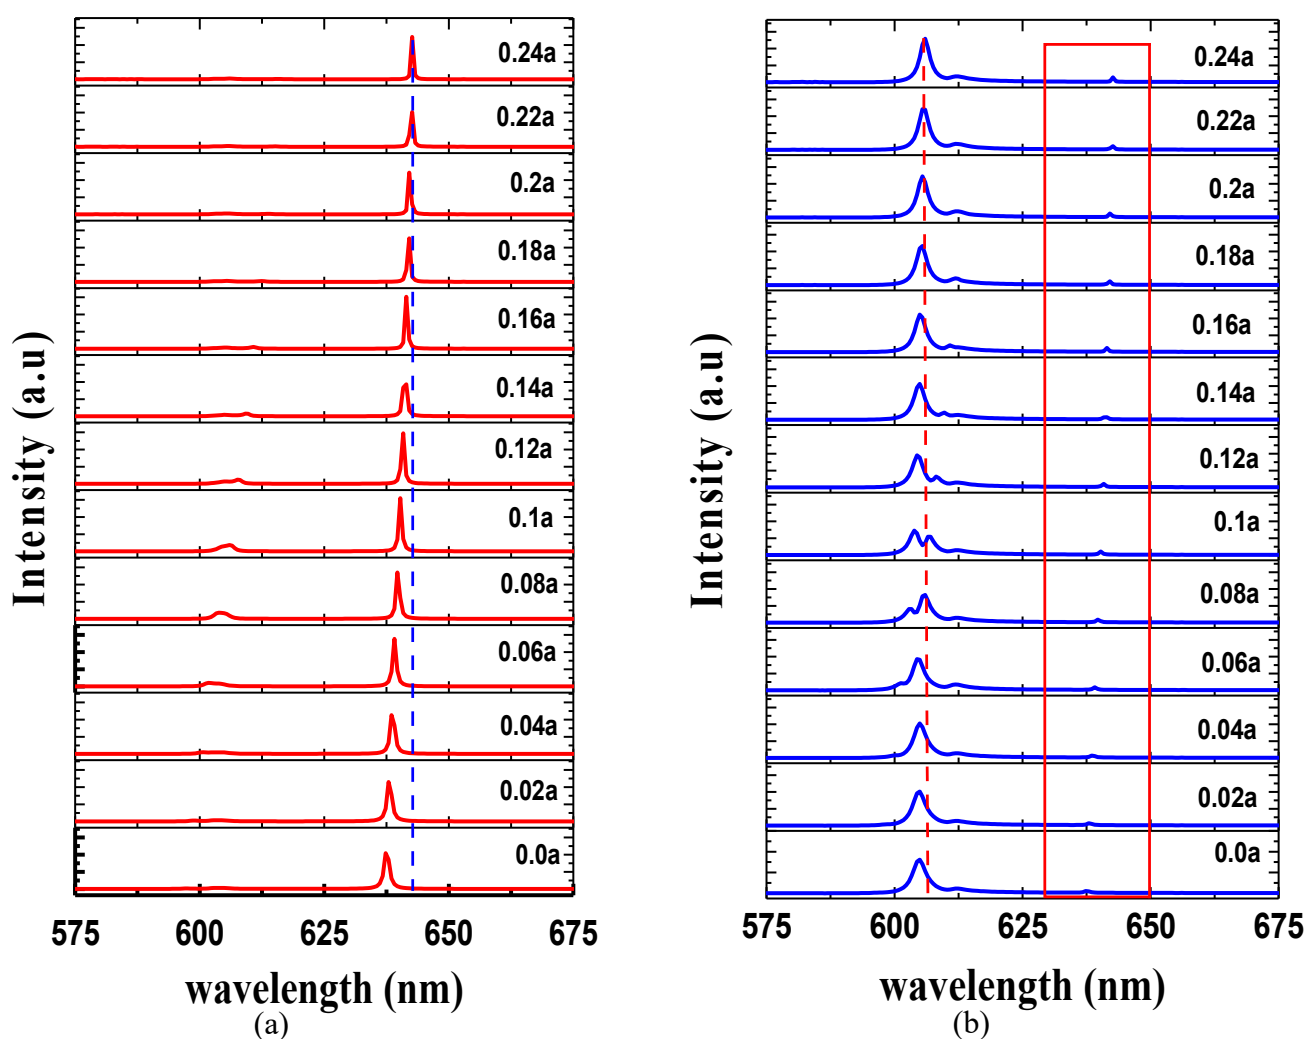 Intensity (a.u)
0.24a
0.22a
0.2a
0.18a
0.16a
0.14a
0.12a
0.1a
0.08a
0.06a
0.04a
0.02a
0.0a
575 600 625 650 675
wavelength (nm)
(a)
Intensity (a.u)
0.24a
0.22a
0.2a
0.18a
0.16a
0.14a
0.12a
0.1a
0.08a
0.06a
0.04a
0.02a
0.0a
575 600 625 650 675
wavelength (nm)
(b)